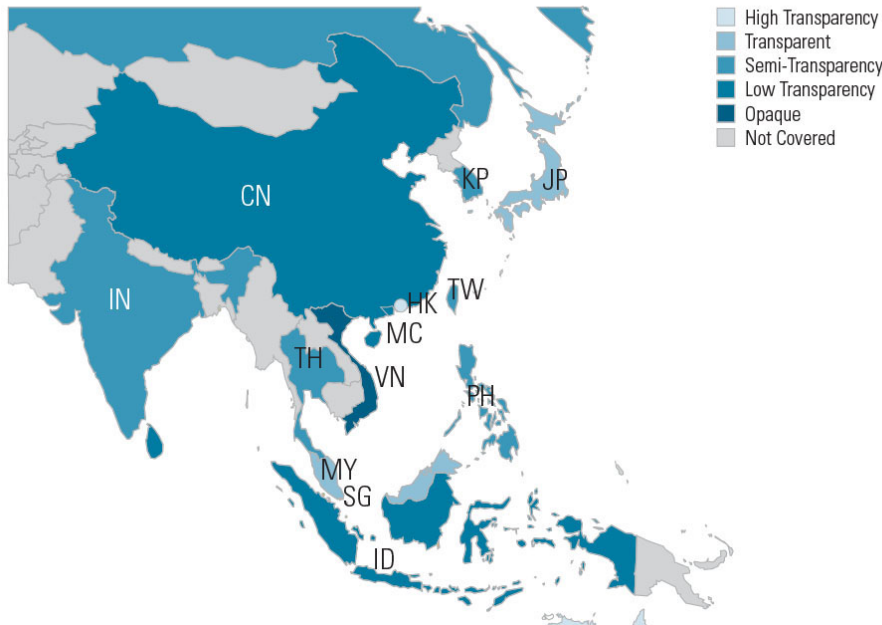 High Transparency
Transparent
Semi-Transparency
Low Transparency
Opaque
Not Covered
KP
JP
CN
IN
HK
TW
MC
TH
VN
PH
MY
SG
ID